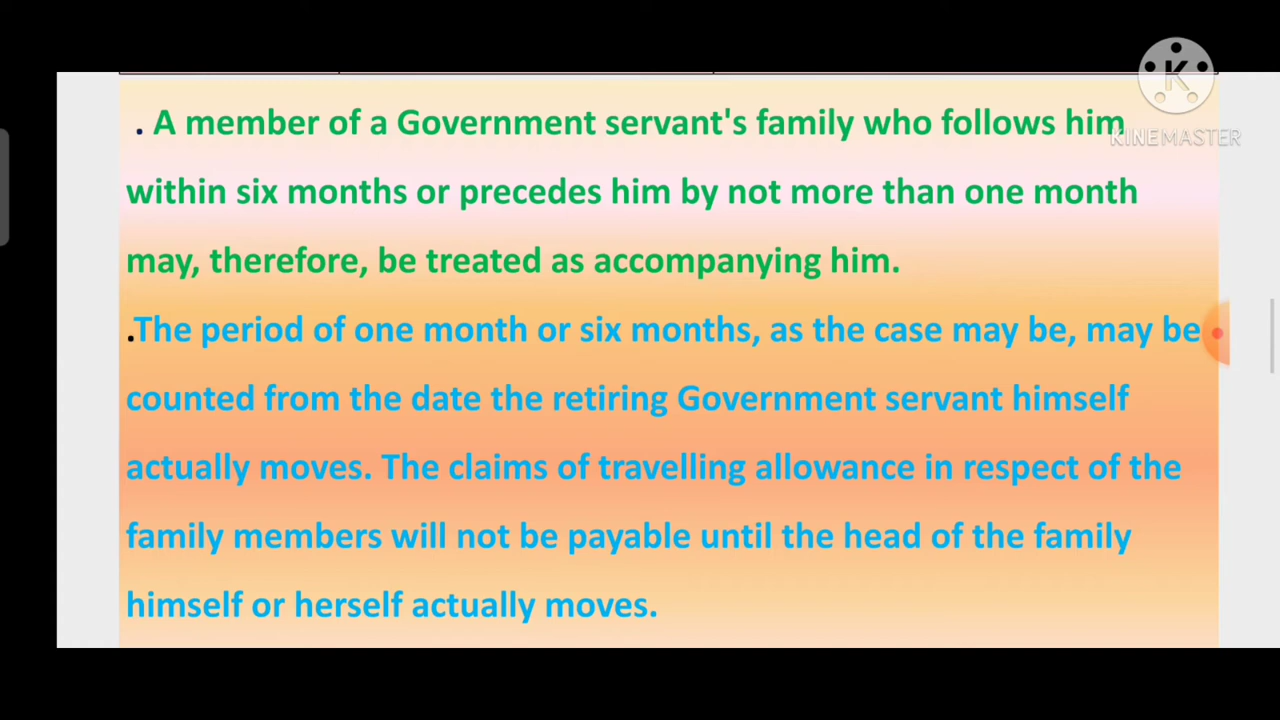 . A member of a Government servant's family who follows him
within six months or precedes him by not more than one month
may, therefore, be treated as accompanying him.
.The period of one month or six months, as the case may be, may be
counted from the date the retiring Government servant himself
actually moves. The claims of travelling allowance in respect of the
family members will not be payable until the head of the family
himself or herself actually moves.
K
KINEMASTER